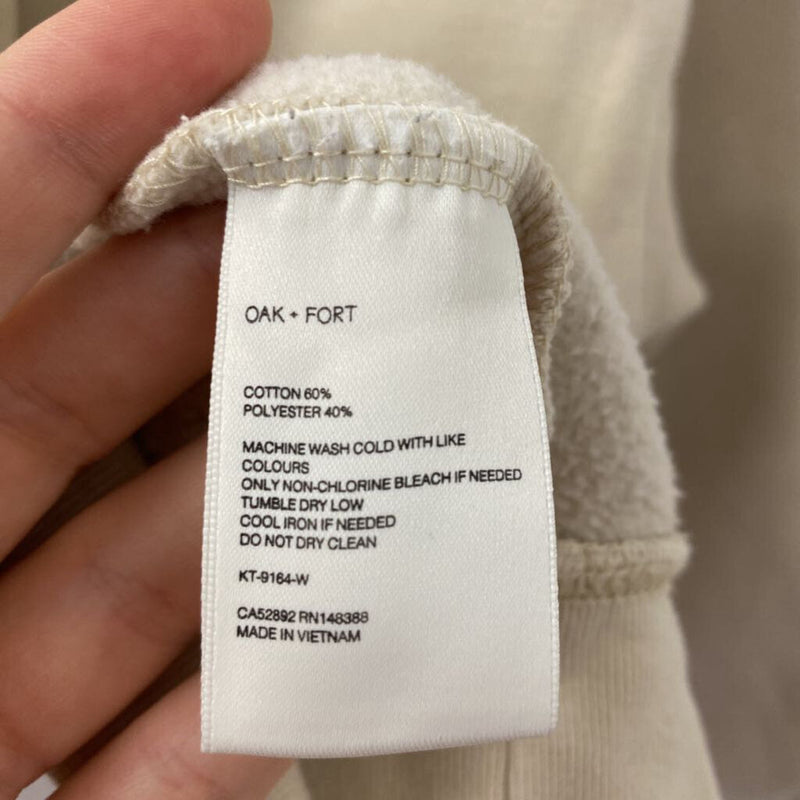 OAK + FORT
COTTON 60%
POLYESTER 40%
MACHINE WASH COLD WITH LIKE
COLOURS
ONLY NON-CHLORINE BLEACH IF NEEDED
TUMBLE DRY LOW
COOL IRON IF NEEDED
DO NOT DRY CLEAN
KT-9164-W
CA52892 RN148388
MADE IN VIETNAM